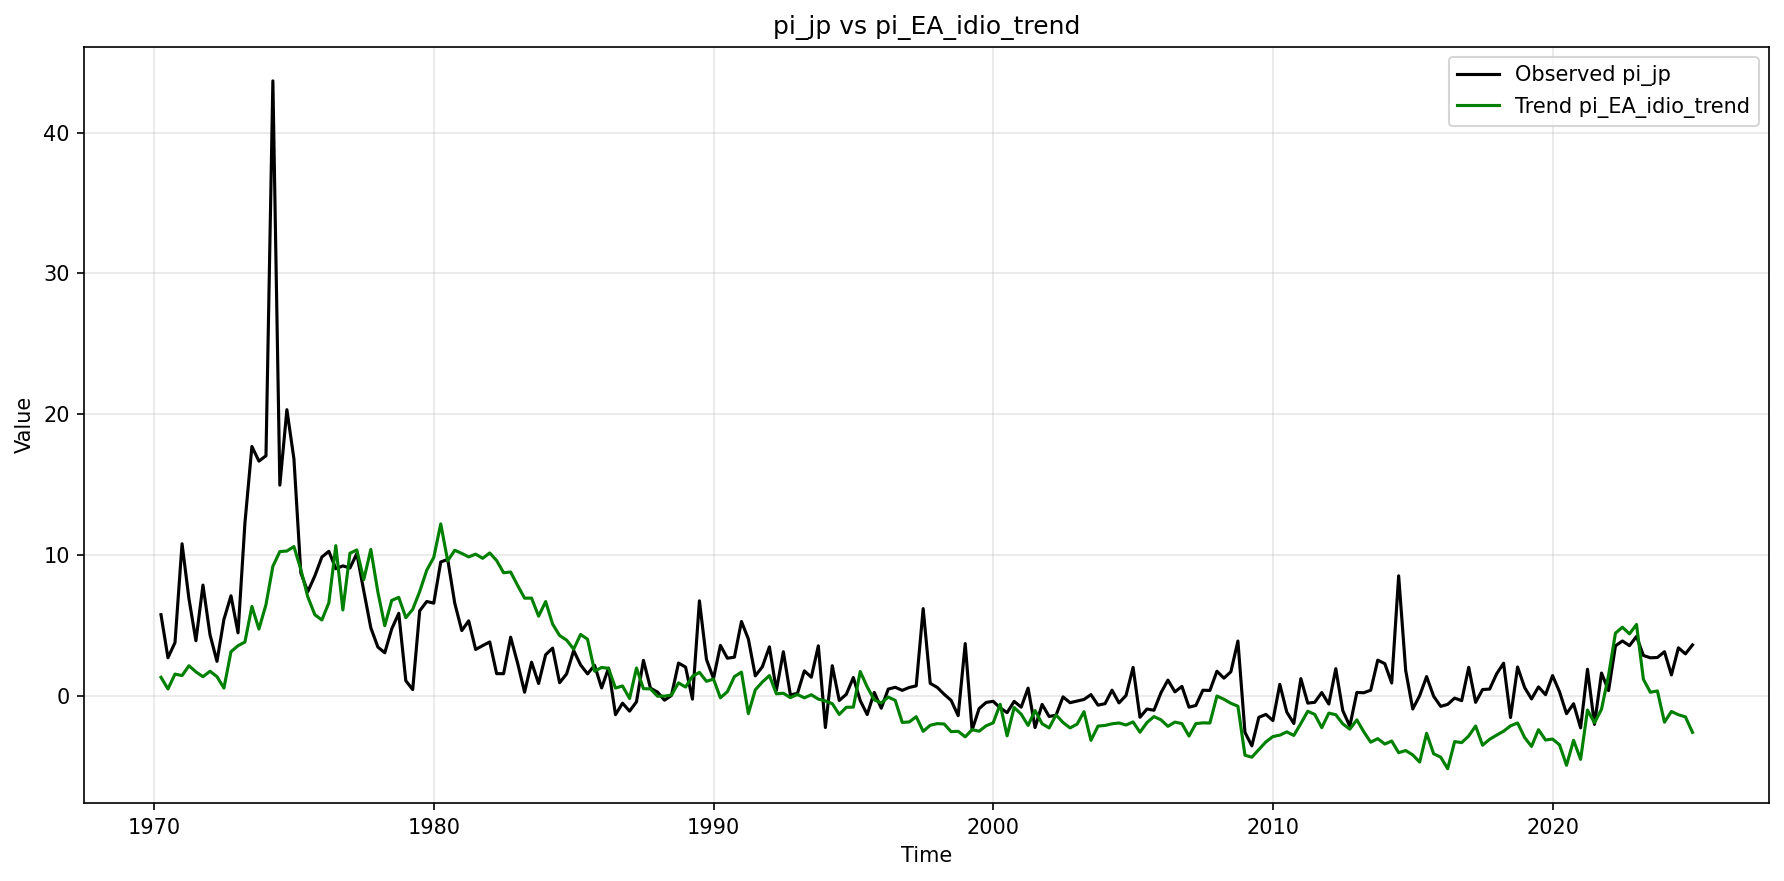 pi_jp vs pi_EA_idio_trend
Observed pi_jp
Trend pi_EA_idio_trend
Value
40
30
20
10
0
1970
1980
1990
2000
2010
2020
Time